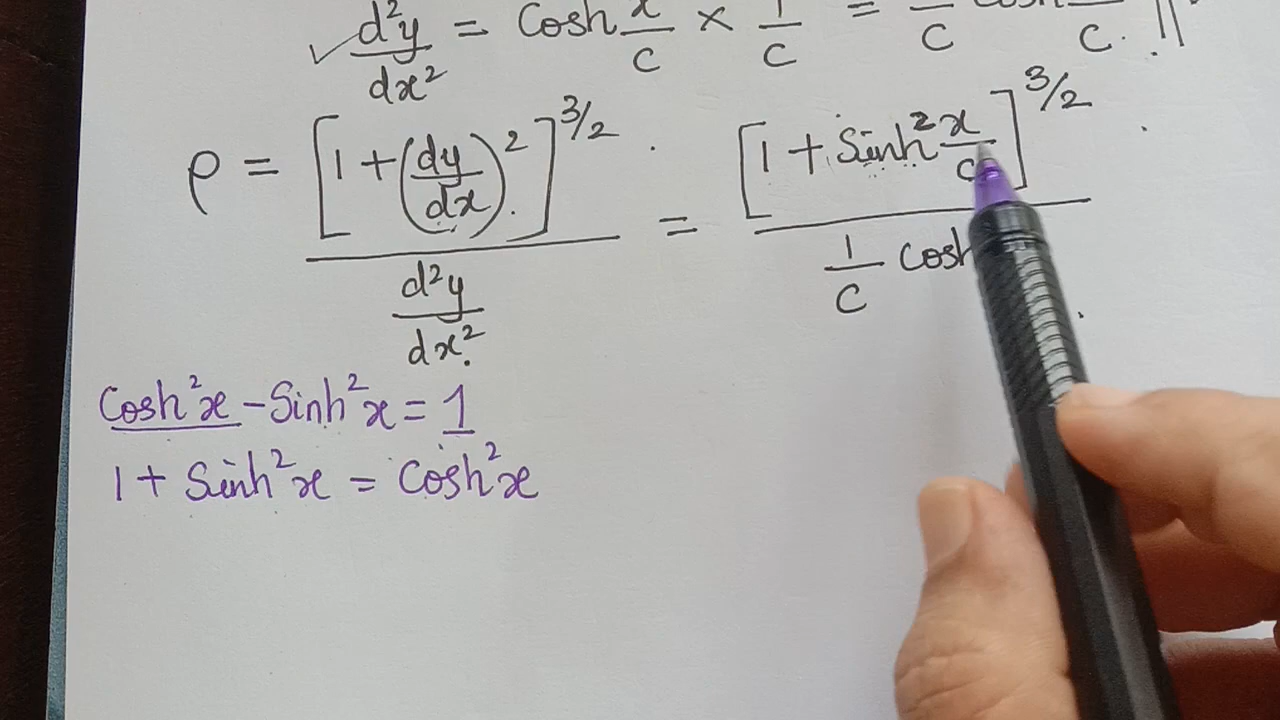 d²y/dx² = Cosh x/c × 1/c = /c cosh /c. ||
ρ = [1 + (dy/dx)²]^3/2 / d²y/dx² = [1 + Sinh² x/c]^3/2 / 1/c cosh
Cosh²x - Sinh²x = 1
1 + Sinh²x = Cosh²x